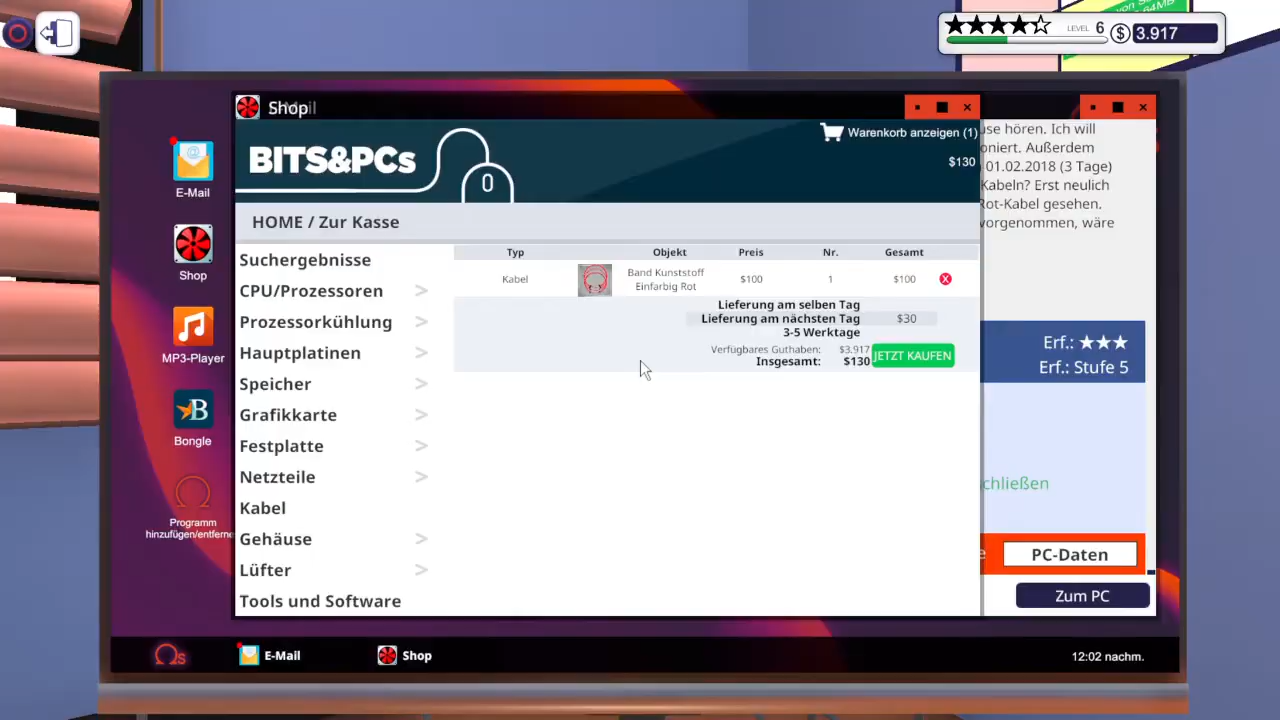 von S
64MB
LEVEL 6
$ 3.917
Shop
Warenkorb anzeigen (1)
$130
BITS&PCs
HOME / Zur Kasse
Suchergebnisse
CPU/Prozessoren >
Prozessorkühlung >
Hauptplatinen >
Speicher >
Grafikkarte >
Festplatte >
Netzteile >
Kabel
Gehäuse >
Lüfter >
Tools und Software
Typ Objekt Preis Nr. Gesamt
Kabel Band Kunststoff $100 1 $100
Einfarbig Rot
Lieferung am selben Tag
Lieferung am nächsten Tag $30
3-5 Werktage
Verfügbares Guthaben: $3.917
Insgesamt: $130
JETZT KAUFEN
use hören. Ich will
oniert. Außerdem
01.02.2018 (3 Tage)
Kabeln? Erst neulich
Rot-Kabel gesehen.
vorgenommen, wäre
Erf.: ★★★
Erf.: Stufe 5
chließen
e
PC-Daten
Zum PC
E-Mail
Shop
MP3-Player
B
Bongle
Programm
hinzufügen/entferne
Ωs
E-Mail
Shop
12:02 nachm.